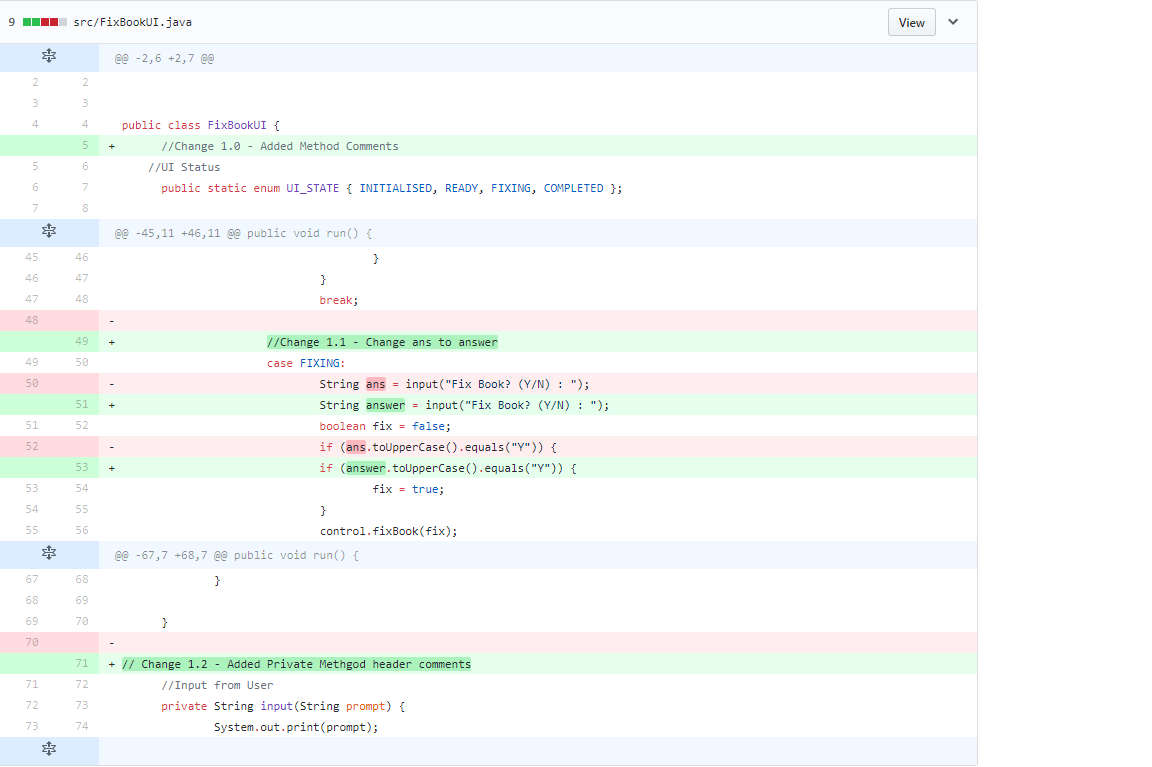 9 src/FixBookUI.java View
@@ -2,6 +2,7 @@
2 2
3 3
4 4 public class FixBookUI {
5 + //Change 1.0 - Added Method Comments
5 6 //UI Status
6 7 public static enum UI_STATE { INITIALISED, READY, FIXING, COMPLETED };
7 8
@@ -45,11 +46,11 @@ public void run() {
45 46 }
46 47 }
47 48 break;
48 -
49 + //Change 1.1 - Change ans to answer
49 50 case FIXING:
50 - String ans = input("Fix Book? (Y/N) : ");
51 + String answer = input("Fix Book? (Y/N) : ");
51 52 boolean fix = false;
52 - if (ans.toUpperCase().equals("Y")) {
53 + if (answer.toUpperCase().equals("Y")) {
53 54 fix = true;
54 55 }
55 56 control.fixBook(fix);
@@ -67,7 +68,7 @@ public void run() {
67 68 }
68 69
69 70 }
70 -
71 + // Change 1.2 - Added Private Methgod header comments
71 72 //Input from User
72 73 private String input(String prompt) {
73 74 System.out.print(prompt);